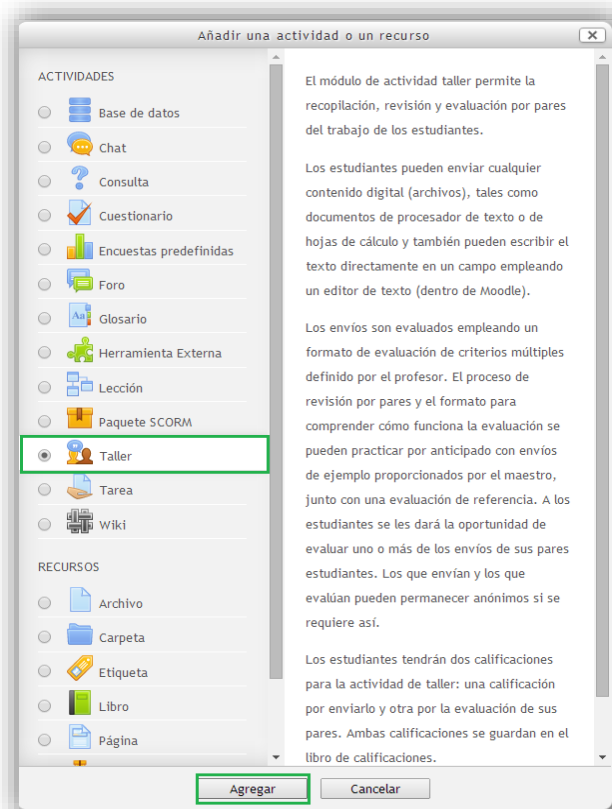 Añadir una actividad o un recurso
ACTIVIDADES
Base de datos
Chat
Consulta
Cuestionario
Encuestas predefinidas
Foro
Glosario
Herramienta Externa
Lección
Paquete SCORM
Taller
Tarea
Wiki
RECURSOS
Archivo
Carpeta
Etiqueta
Libro
Página
El módulo de actividad taller permite la
recopilación, revisión y evaluación por pares
del trabajo de los estudiantes.
Los estudiantes pueden enviar cualquier
contenido digital (archivos), tales como
documentos de procesador de texto o de
hojas de cálculo y también pueden escribir el
texto directamente en un campo empleando
un editor de texto (dentro de Moodle).
Los envíos son evaluados empleando un
formato de evaluación de criterios múltiples
definido por el profesor. El proceso de
revisión por pares y el formato para
comprender cómo funciona la evaluación se
pueden practicar por anticipado con envíos
de ejemplo proporcionados por el maestro,
junto con una evaluación de referencia. A los
estudiantes se les dará la oportunidad de
evaluar uno o más de los envíos de sus pares
estudiantes. Los que envían y los que
evalúan pueden permanecer anónimos si se
requiere así.
Los estudiantes tendrán dos calificaciones
para la actividad de taller: una calificación
por enviarlo y otra por la evaluación de sus
pares. Ambas calificaciones se guardan en el
libro de calificaciones.
Agregar
Cancelar